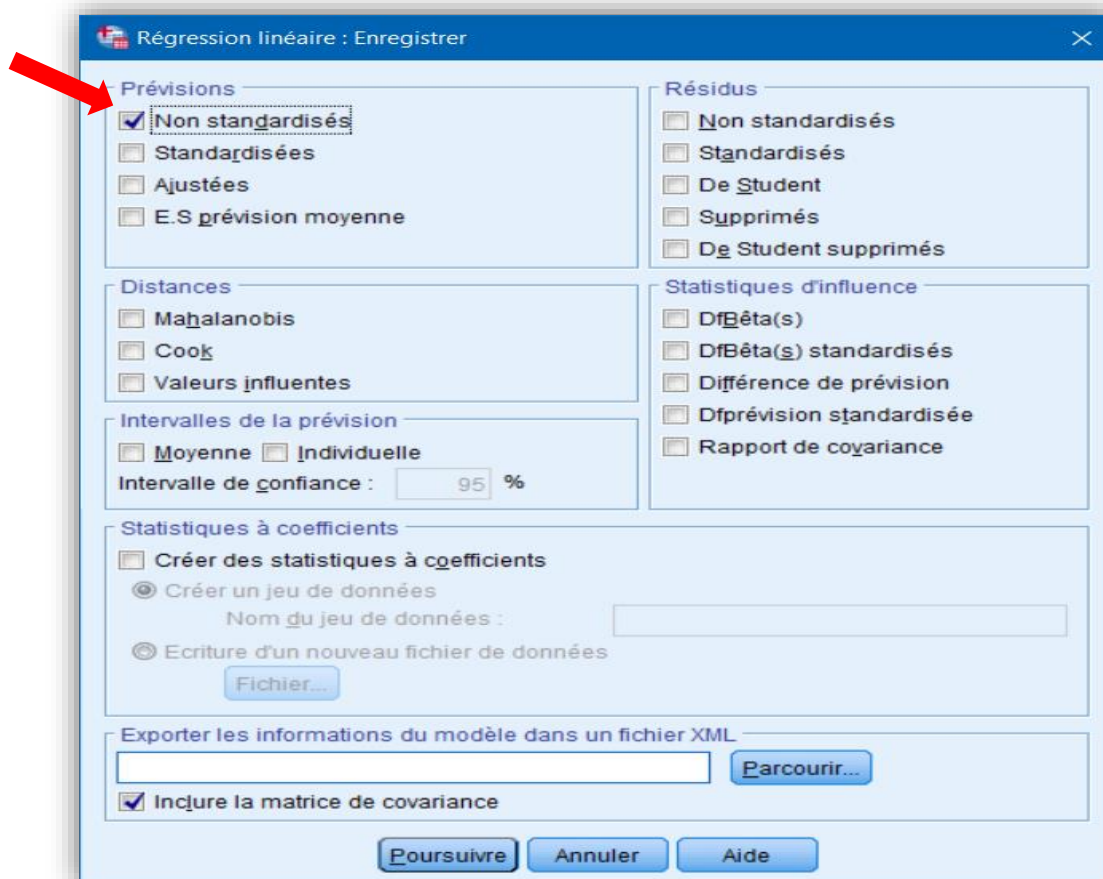 Régression linéaire : Enregistrer
Prévisions
Non standardisés
Standardisées
Ajustées
E.S prévision moyenne
Résidus
Non standardisés
Standardisés
De Student
Supprimés
De Student supprimés
Distances
Mahalanobis
Cook
Valeurs influentes
Statistiques d'influence
DfBêta(s)
DfBêta(s) standardisés
Différence de prévision
Dfprévision standardisée
Rapport de covariance
Intervalles de la prévision
Moyenne Individuelle
Intervalle de confiance : 95 %
Statistiques à coefficients
Créer des statistiques à coefficients
Créer un jeu de données
Nom du jeu de données :
Ecriture d'un nouveau fichier de données
Fichier...
Exporter les informations du modèle dans un fichier XML
Parcourir...
Inclure la matrice de covariance
Poursuivre Annuler Aide